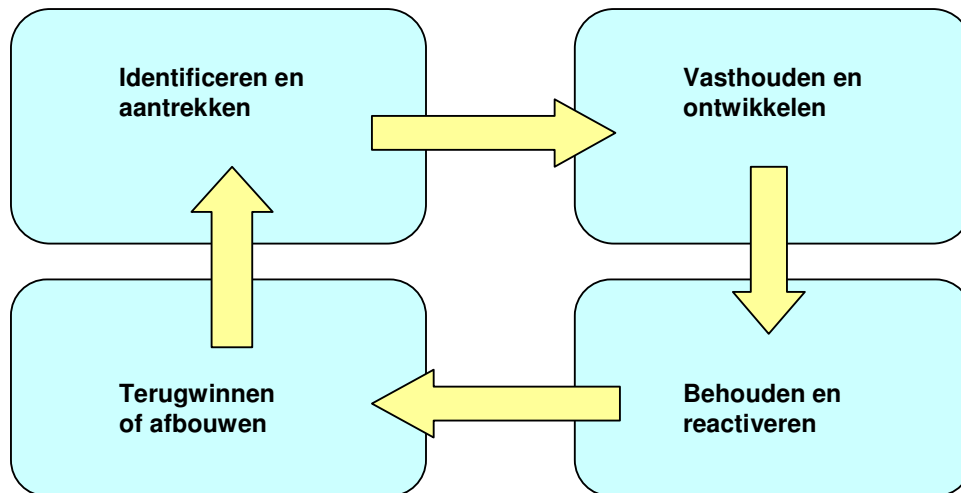 Identificeren en
aantrekken
Vasthouden en
ontwikkelen
Terugwinnen
of afbouwen
Behouden en
reactiveren